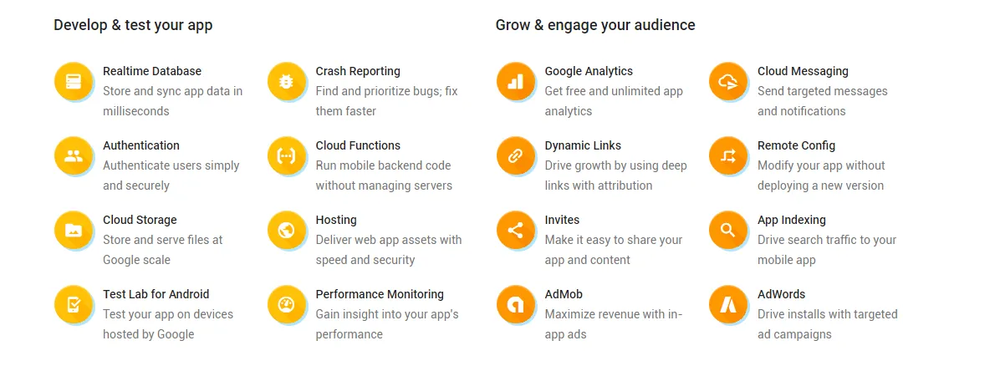 Develop & test your app
Realtime Database
Store and sync app data in
milliseconds
Crash Reporting
Find and prioritize bugs; fix
them faster
Authentication
Authenticate users simply
and securely
Cloud Functions
Run mobile backend code
without managing servers
Cloud Storage
Store and serve files at
Google scale
Hosting
Deliver web app assets with
speed and security
Test Lab for Android
Test your app on devices
hosted by Google
Performance Monitoring
Gain insight into your app's
performance
Grow & engage your audience
Google Analytics
Get free and unlimited app
analytics
Cloud Messaging
Send targeted messages
and notifications
Dynamic Links
Drive growth by using deep
links with attribution
Remote Config
Modify your app without
deploying a new version
Invites
Make it easy to share your
app and content
App Indexing
Drive search traffic to your
mobile app
AdMob
Maximize revenue with in-
app ads
AdWords
Drive installs with targeted
ad campaigns